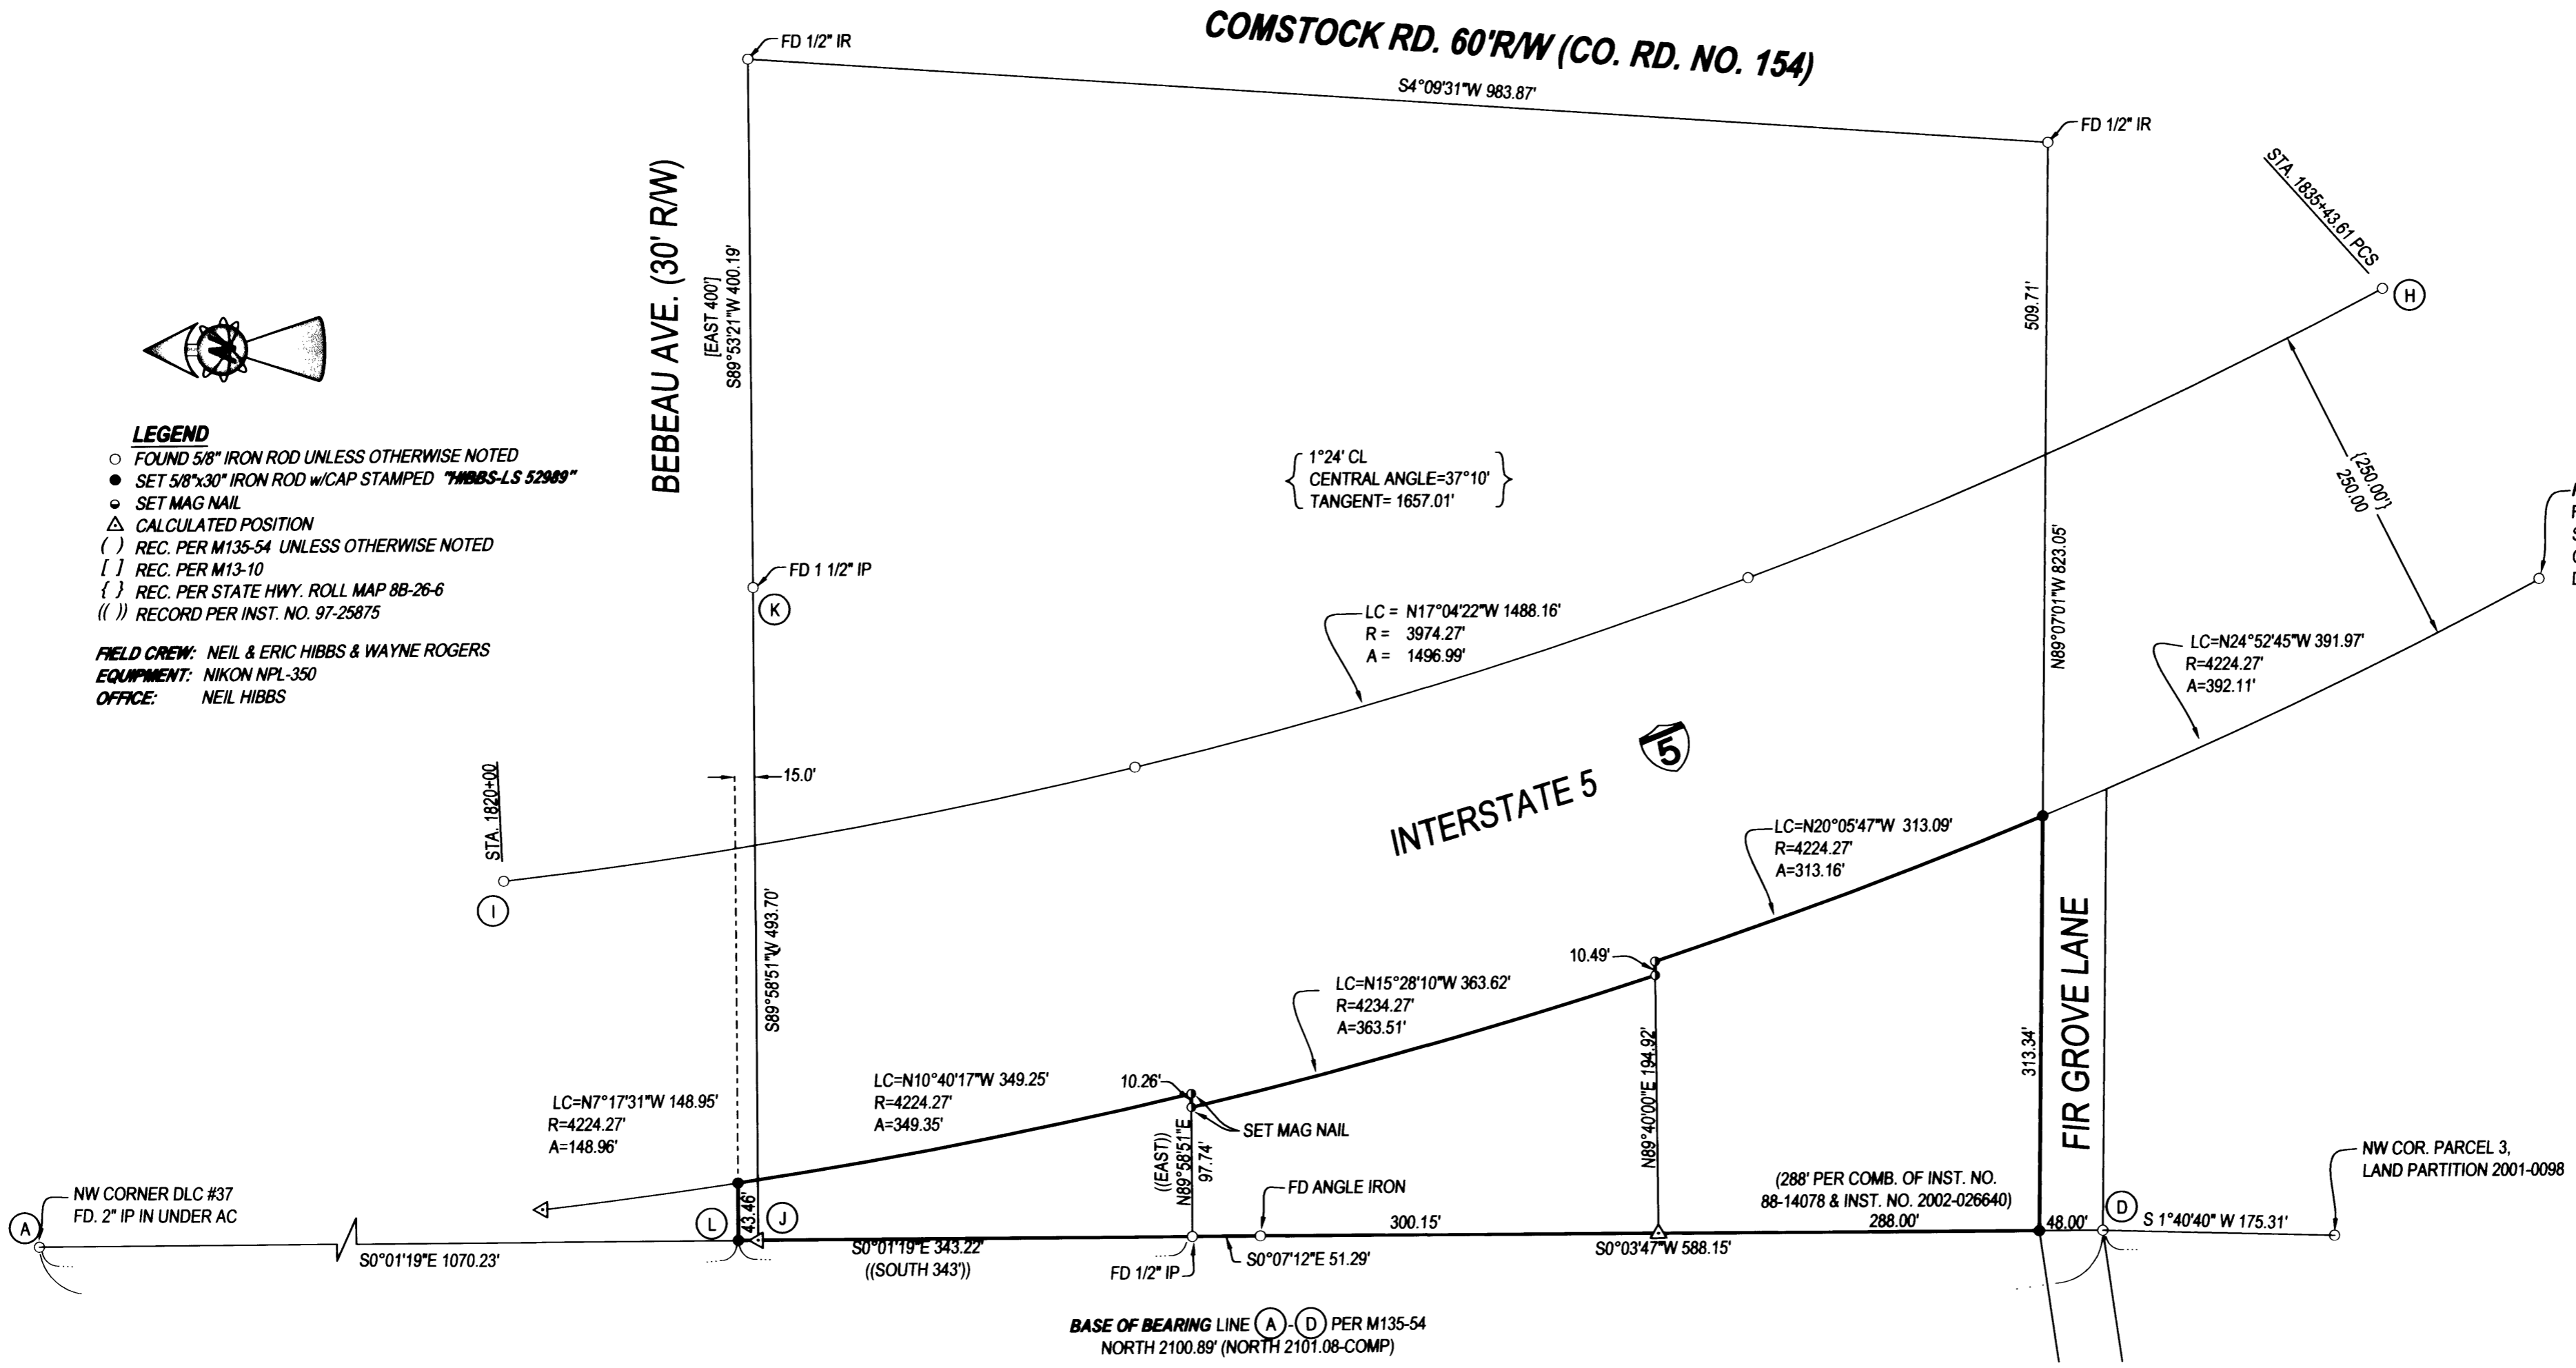 COMSTOCK RD. 60'R/W (CO. RD. NO. 154)
S4°09'31"W 983.87'
FD 1/2" IR
FD 1/2" IR
STA. 1835+43.61 PCS
H
BEBEAU AVE. (30' R/W)
[EAST 400']
S89°53'21"W 400.19'
509.71'
{250.00'}
250.00
N
LEGEND
FOUND 5/8" IRON ROD UNLESS OTHERWISE NOTED
SET 5/8"x30" IRON ROD w/CAP STAMPED "HIBBS-LS 52989"
SET MAG NAIL
CALCULATED POSITION
( ) REC. PER M135-54 UNLESS OTHERWISE NOTED
[ ] REC. PER M13-10
{ } REC. PER STATE HWY. ROLL MAP 8B-26-6
(( )) RECORD PER INST. NO. 97-25875
FIELD CREW: NEIL & ERIC HIBBS & WAYNE ROGERS
EQUIPMENT: NIKON NPL-350
OFFICE: NEIL HIBBS
1°24' CL
CENTRAL ANGLE=37°10'
TANGENT= 1657.01'
FD 1 1/2" IP
K
LC = N17°04'22"W 1488.16'
R = 3974.27'
A = 1496.99'
N89°07'01"W 823.05'
LC=N24°52'45"W 391.97'
R=4224.27'
A=392.11'
15.0'
STA. 1820+00
I
INTERSTATE 5
5
S89°58'51"W 493.70'
LC=N20°05'47"W 313.09'
R=4224.27'
A=313.16'
10.49'
LC=N15°28'10"W 363.62'
R=4234.27'
A=363.51'
FIR GROVE LANE
313.34'
N89°40'00"E 194.92'
LC=N10°40'17"W 349.25'
R=4224.27'
A=349.35'
10.26'
LC=N7°17'31"W 148.95'
R=4224.27'
A=148.96'
SET MAG NAIL
((EAST))
N89°58'51"E
97.74'
43.46'
NW CORNER DLC #37
FD. 2" IP IN UNDER AC
A
L
J
FD ANGLE IRON
(288' PER COMB. OF INST. NO.
88-14078 & INST. NO. 2002-026640)
D
NW COR. PARCEL 3,
LAND PARTITION 2001-0098
S0°01'19"E 1070.23'
S0°01'19"E 343.22'
((SOUTH 343'))
FD 1/2" IP
S0°07'12"E 51.29'
300.15'
S0°03'47"W 588.15'
288.00'
48.00'
S 1°40'40" W 175.31'
BASE OF BEARING LINE A - D PER M135-54
NORTH 2100.89' (NORTH 2101.08-COMP)